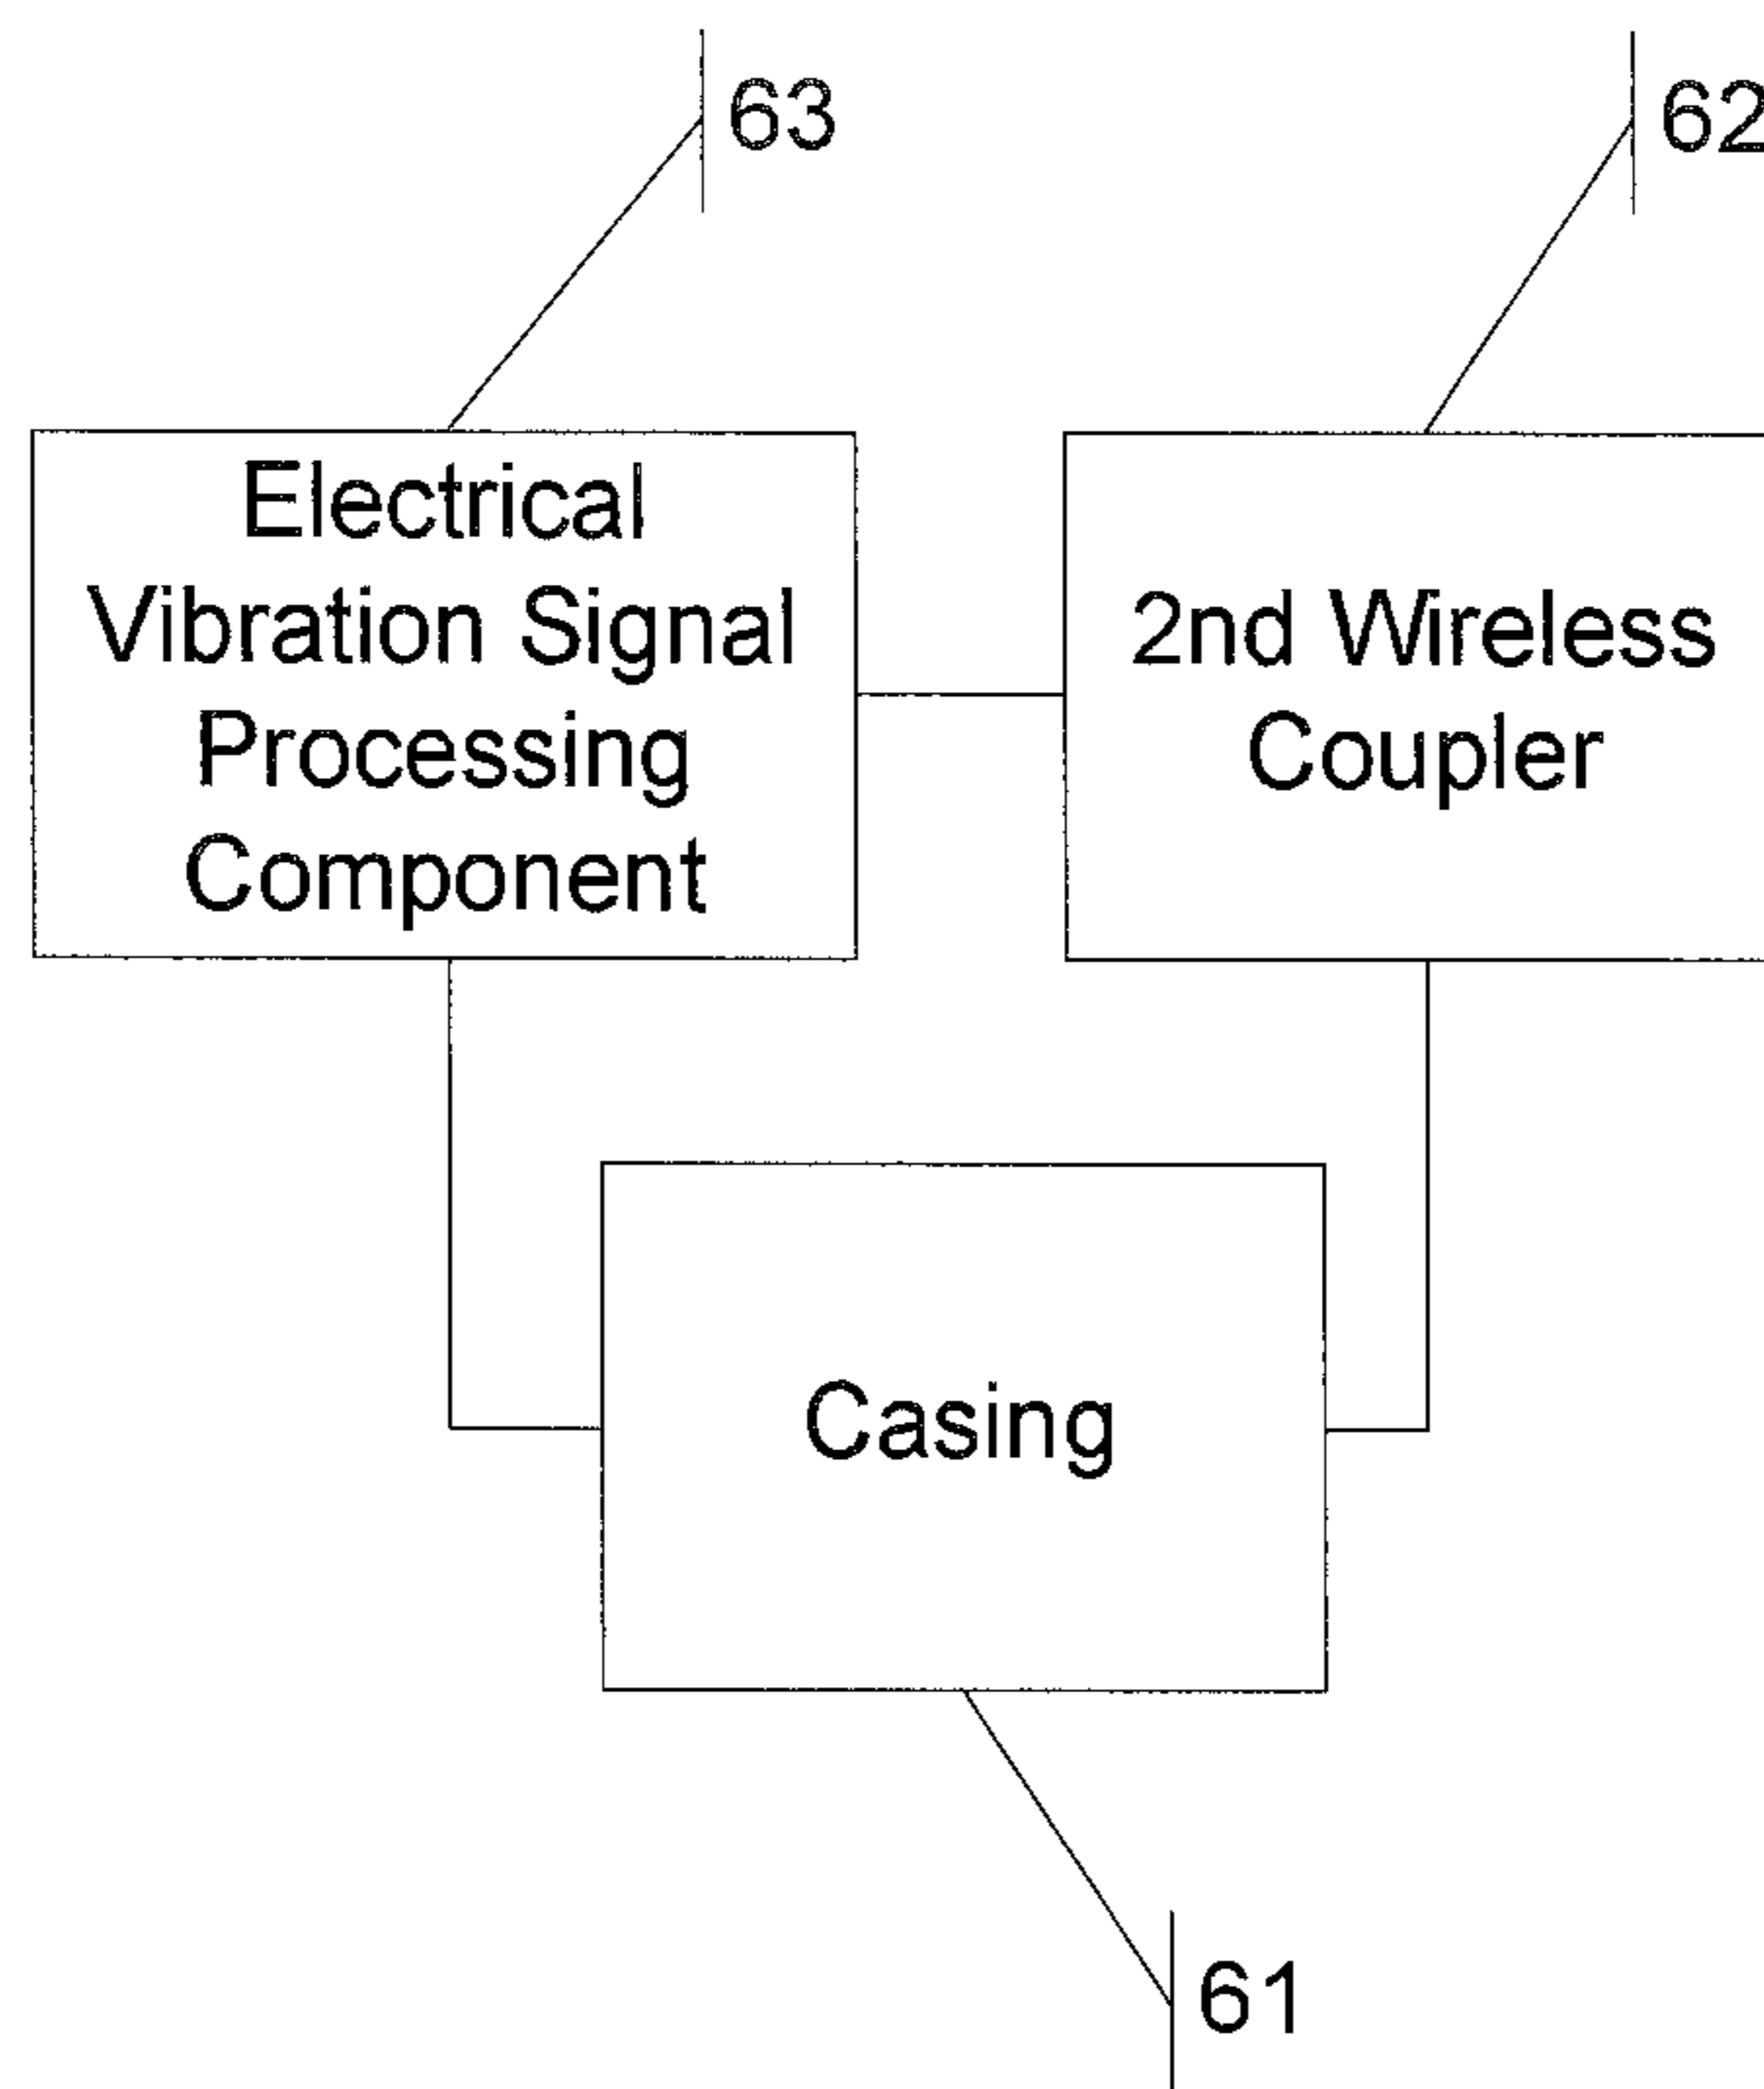 63
62
Electrical
Vibration Signal
Processing
Component
2nd Wireless
Coupler
Casing
61